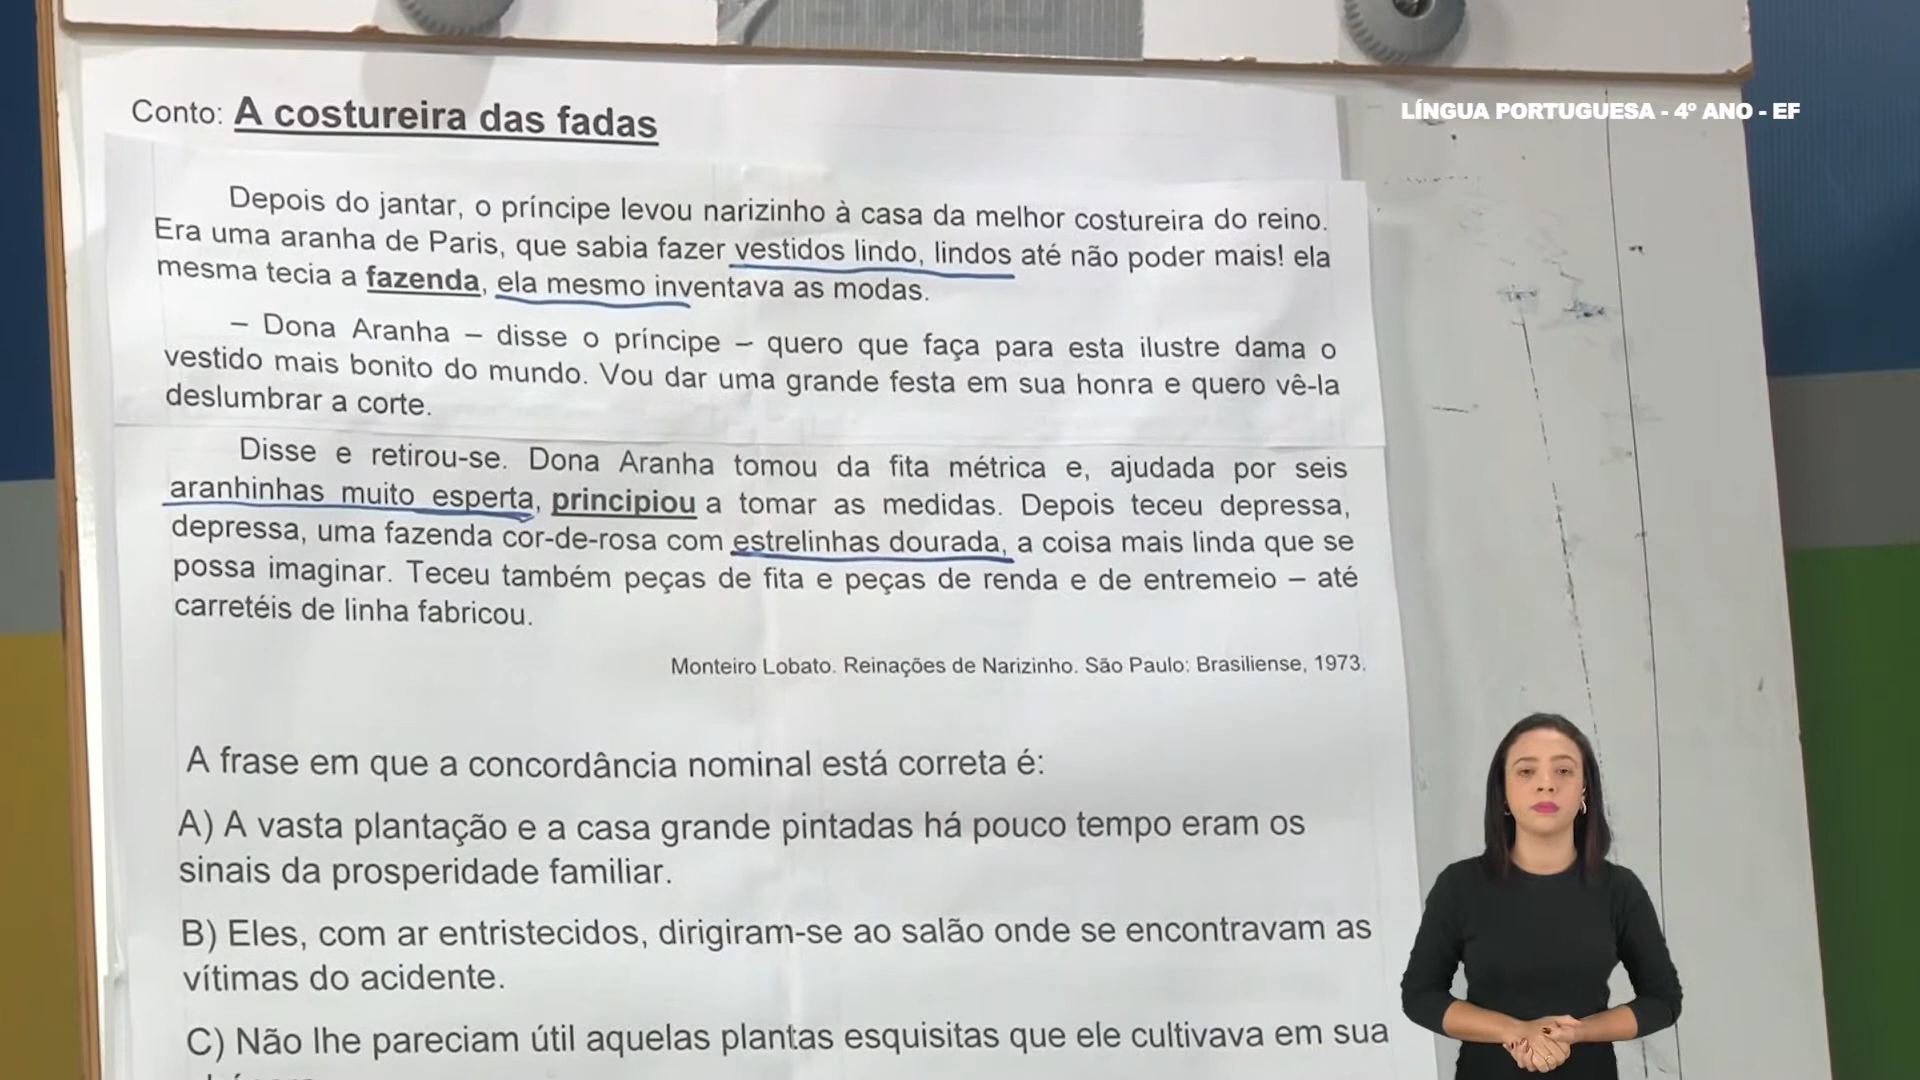 LÍNGUA PORTUGUESA - 4º ANO - EF
Conto: A costureira das fadas
Depois do jantar, o príncipe levou narizinho à casa da melhor costureira do reino.
Era uma aranha de Paris, que sabia fazer vestidos lindo, lindos até não poder mais! ela
mesma tecia a fazenda, ela mesmo inventava as modas.
– Dona Aranha – disse o príncipe – quero que faça para esta ilustre dama o
vestido mais bonito do mundo. Vou dar uma grande festa em sua honra e quero vê-la
deslumbrar a corte.
Disse e retirou-se. Dona Aranha tomou da fita métrica e, ajudada por seis
aranhinhas muito esperta, principiou a tomar as medidas. Depois teceu depressa,
depressa, uma fazenda cor-de-rosa com estrelinhas dourada, a coisa mais linda que se
possa imaginar. Teceu também peças de fita e peças de renda e de entremeio – até
carretéis de linha fabricou.
Monteiro Lobato. Reinações de Narizinho. São Paulo: Brasiliense, 1973.
A frase em que a concordância nominal está correta é:
A) A vasta plantação e a casa grande pintadas há pouco tempo eram os
sinais da prosperidade familiar.
B) Eles, com ar entristecidos, dirigiram-se ao salão onde se encontravam as
vítimas do acidente.
C) Não lhe pareciam útil aquelas plantas esquisitas que ele cultivava em sua